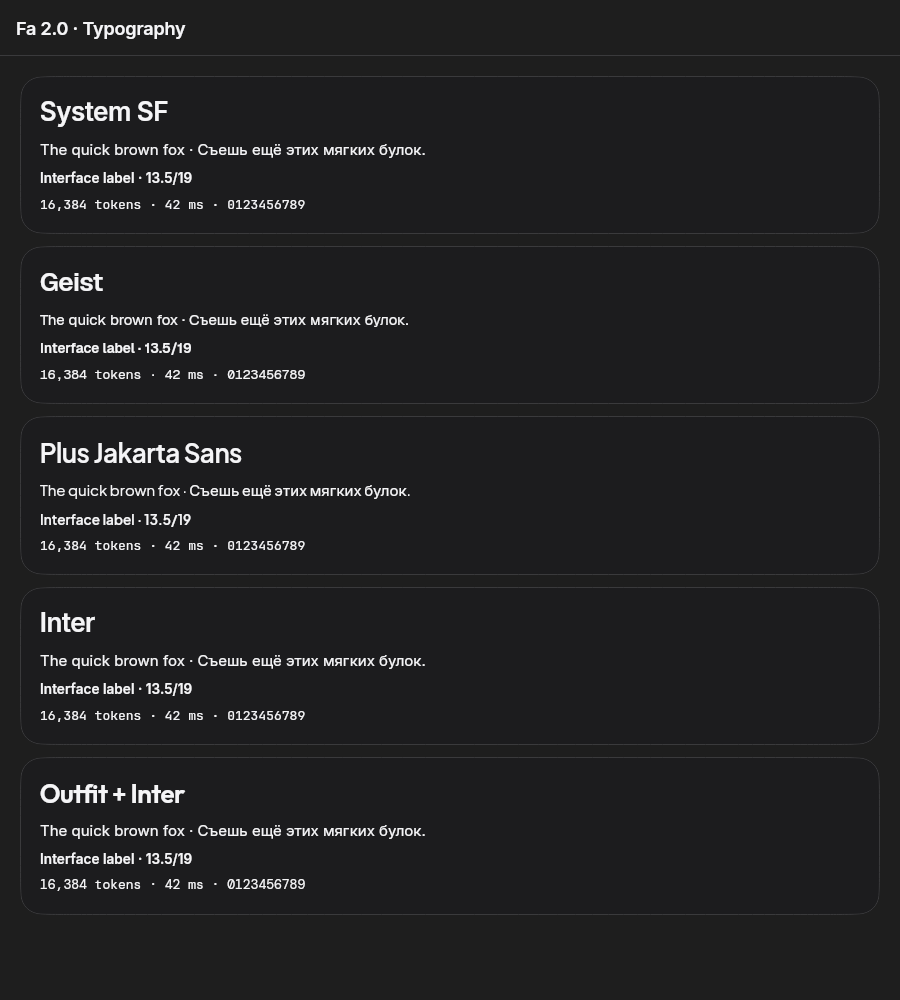 Fa 2.0 · Typography
System SF
The quick brown fox · Съешь ещё этих мягких булок.
Interface label · 13.5/19
16,384 tokens · 42 ms · 0123456789
Geist
The quick brown fox · Съешь ещё этих мягких булок.
Interface label · 13.5/19
16,384 tokens · 42 ms · 0123456789
Plus Jakarta Sans
The quick brown fox · Съешь ещё этих мягких булок.
Interface label · 13.5/19
16,384 tokens · 42 ms · 0123456789
Inter
The quick brown fox · Съешь ещё этих мягких булок.
Interface label · 13.5/19
16,384 tokens · 42 ms · 0123456789
Outfit + Inter
The quick brown fox · Съешь ещё этих мягких булок.
Interface label · 13.5/19
16,384 tokens · 42 ms · 0123456789